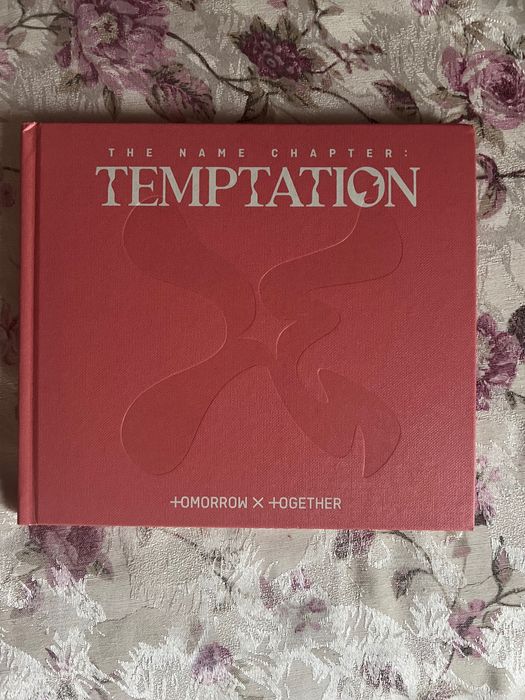 THE NAME CHAPTER:
TEMPTATION
TOMORROW X TOGETHER